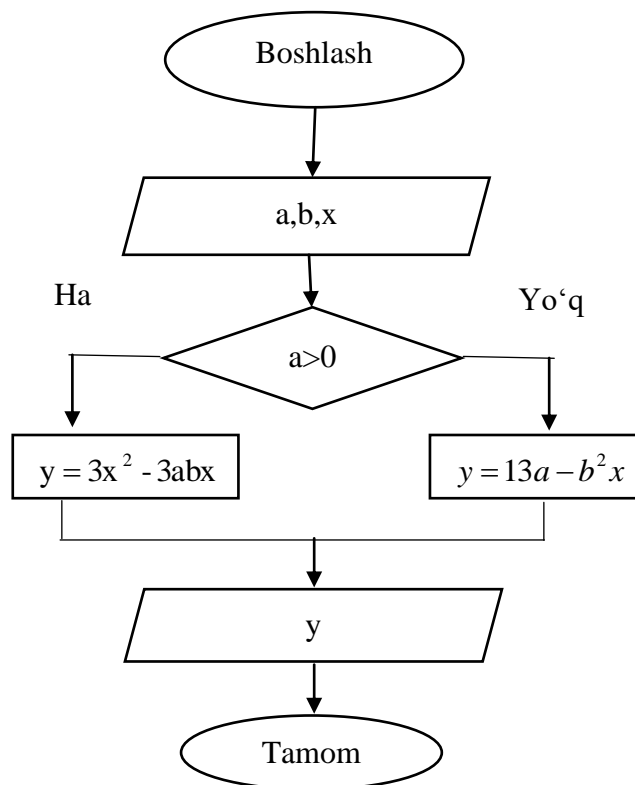 Boshlash
a,b,x
Ha
Yo‘q
a>0
y = 3x² - 3abx
y = 13a − b²x
y
Tamom